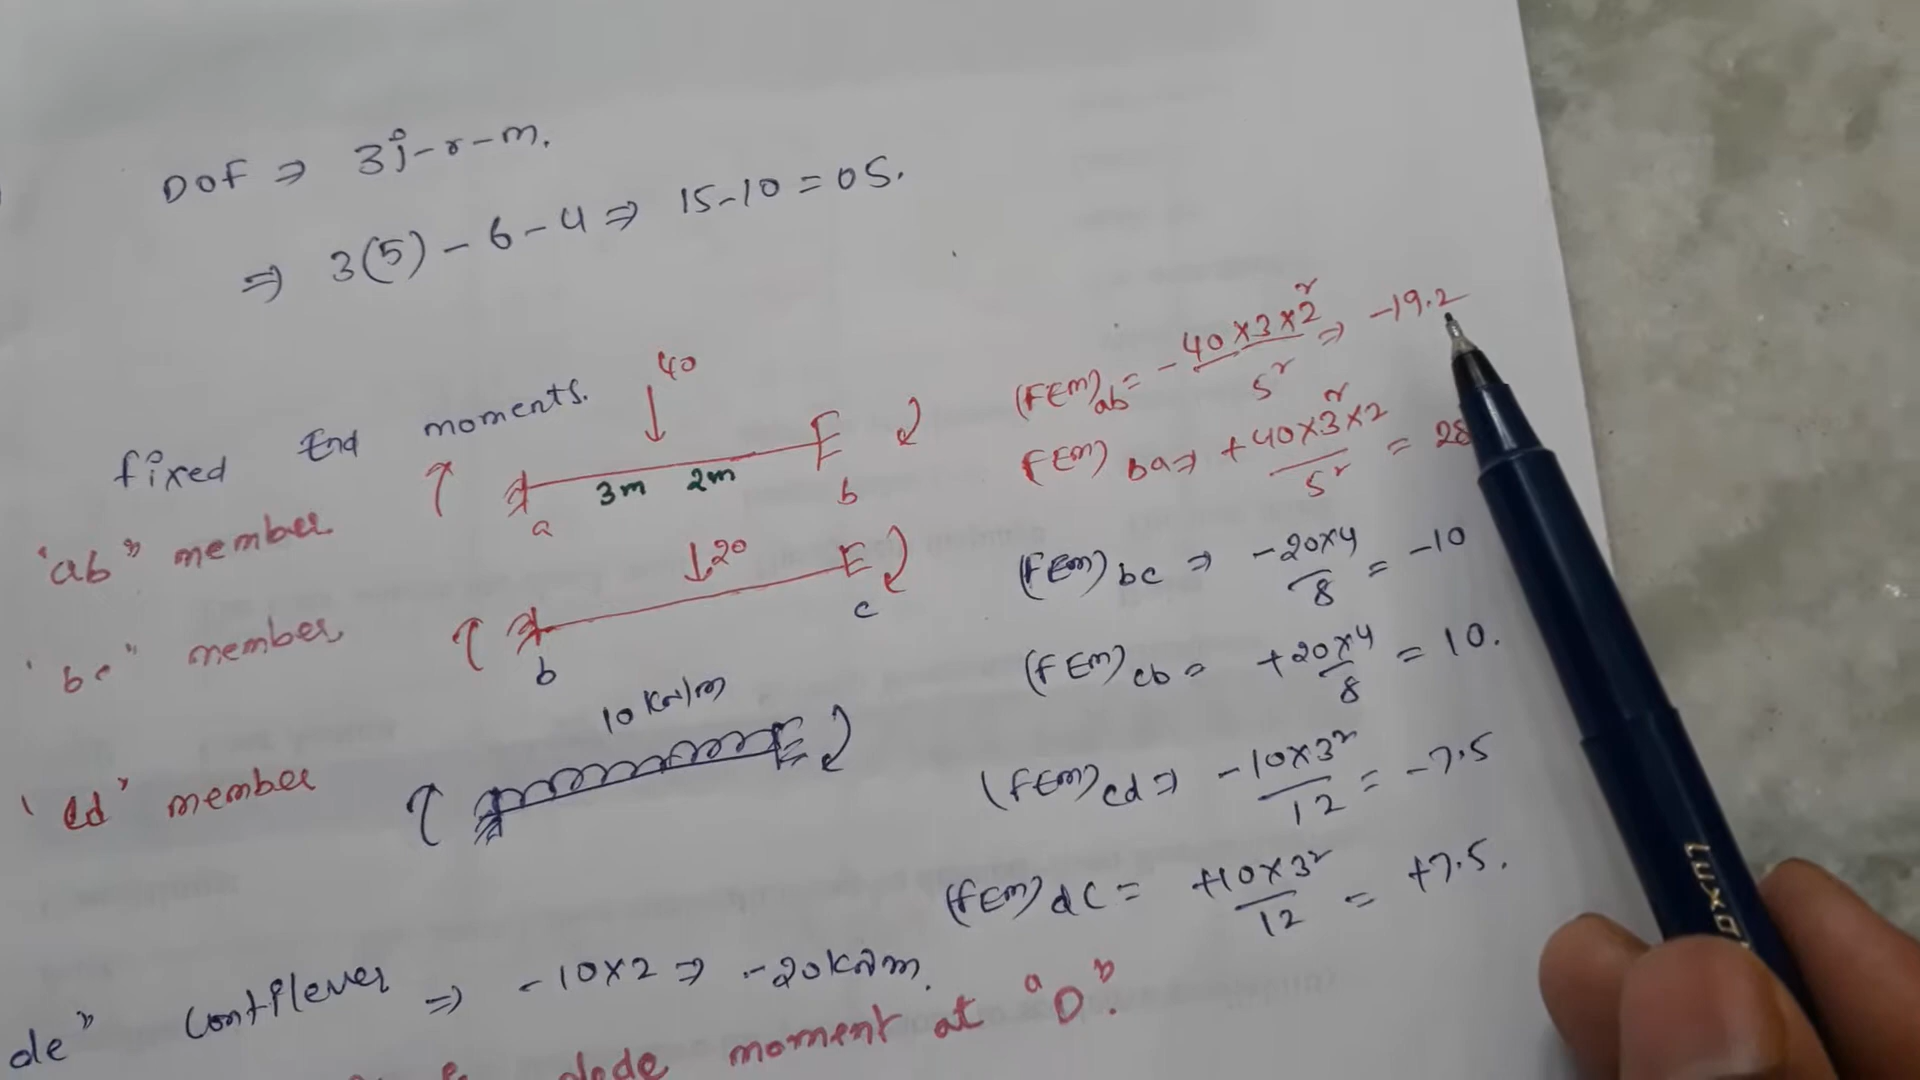 DOF ⇒ 3j-r-m.
⇒ 3(5) - 6 - 4 ⇒ 15-10 = 05.
fixed End moments.
"ab" member
40
3m 2m
a
b
(FEM)ab = - 40×3×2² / 5² ⇒ -19.2
FEM) ba ⇒ + 40×3²×2 / 5² = 28
"bc" member
20
b
c
(FEM) bc ⇒ -20×4 / 8 = -10
(FEM) cb = +20×4 / 8 = 10.
"cd" member
10 KN/m
(FEM) cd ⇒ -10×3² / 12 = -7.5
(FEM) dc = +10×3² / 12 = +7.5.
de" Contilever ⇒ -10×2 ⇒ -20KNm.
node moment at "D".
LUXO